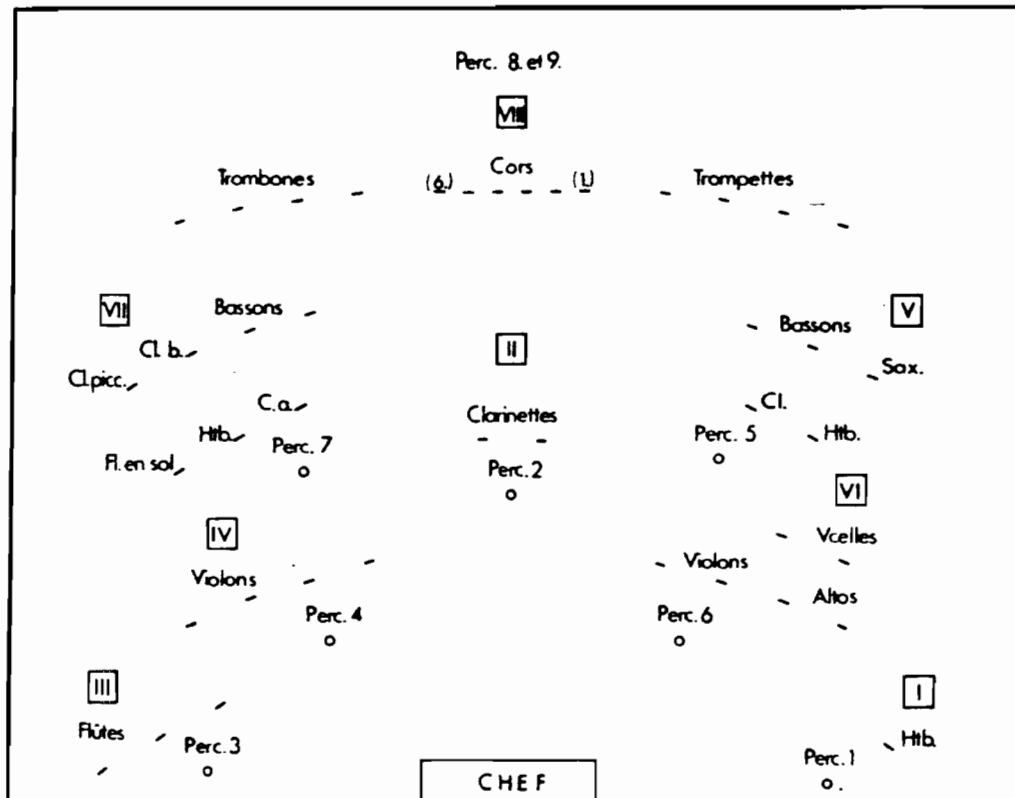 Perc. 8. et 9.
VIII
Cors
Trombones
(6.)
(1.)
Trompettes
VII
Bassons
V
Bassons
II
Cl. b.
Sax.
Cl.picc.
C.a.
Clarinettes
Cl.
Htb.
Perc. 7
Perc. 5
Htb.
Fl. en sol
Perc. 2
VI
IV
Vcelles
Violons
Violons
Altos
Perc. 4
Perc. 6
III
I
Flûtes
Perc. 3
Htb.
Perc. 1
CHEF